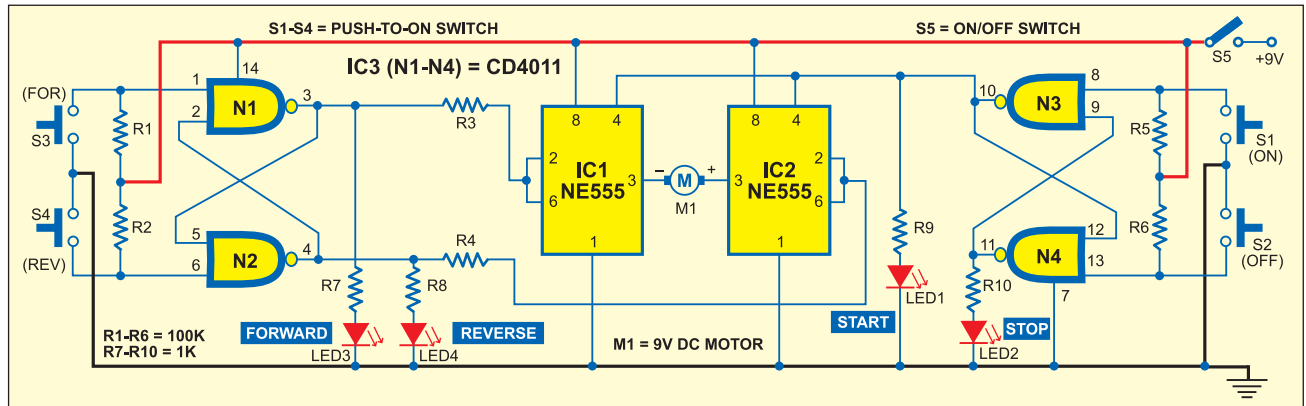 S1-S4 = PUSH-TO-ON SWITCH
S5 = ON/OFF SWITCH
S5
+9V
IC3 (N1-N4) = CD4011
(FOR)
S3
S4
(REV)
R1
R2
1
2
14
N1
3
5
6
N2
4
R3
R4
R7
R8
FORWARD
REVERSE
LED3
LED4
R1-R6 = 100K
R7-R10 = 1K
8
4
2
6
IC1
NE555
3
1
–
M
+
M1
8
4
3
IC2
NE555
2
6
1
M1 = 9V DC MOTOR
R9
LED1
START
10
N3
8
9
11
N4
12
13
7
R10
LED2
STOP
R5
R6
S1
(ON)
S2
(OFF)